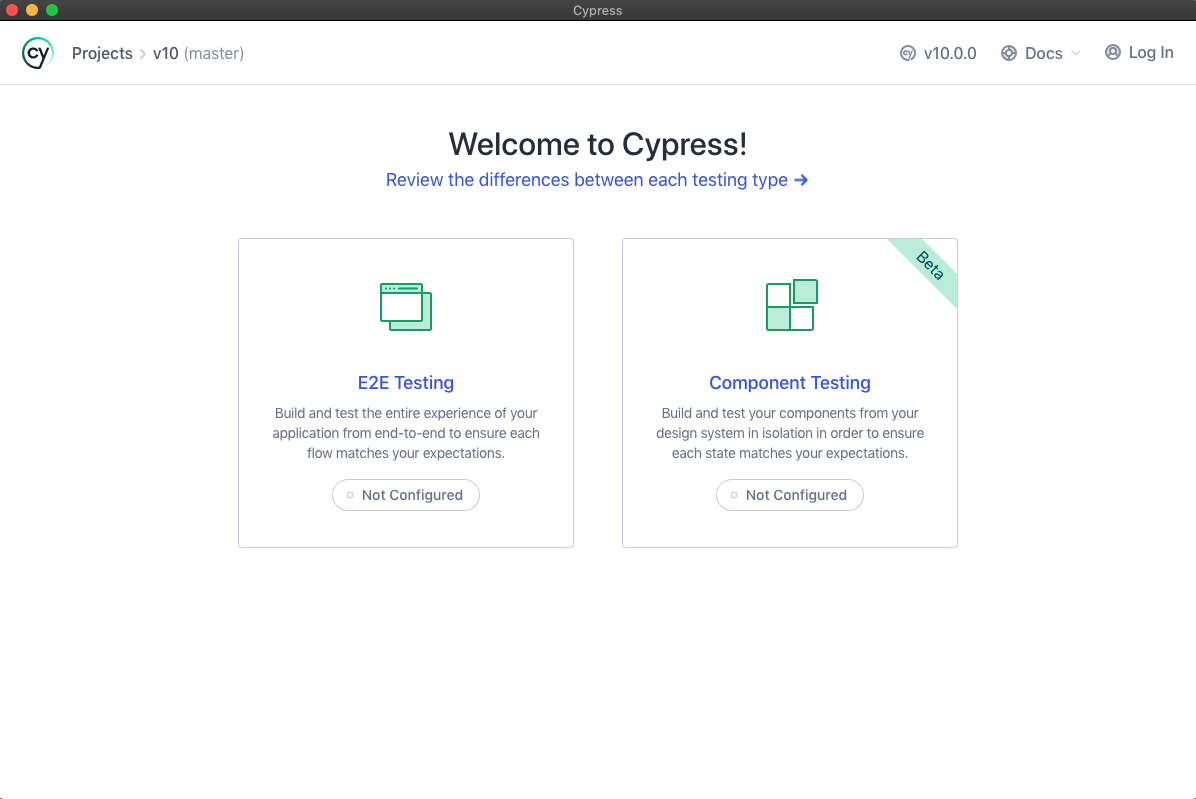 Cypress
cy Projects v10 (master) cy v10.0.0 Docs Log In
Welcome to Cypress!
Review the differences between each testing type →
Beta
E2E Testing
Build and test the entire experience of your
application from end-to-end to ensure each
flow matches your expectations.
Not Configured
Component Testing
Build and test your components from your
design system in isolation in order to ensure
each state matches your expectations.
Not Configured